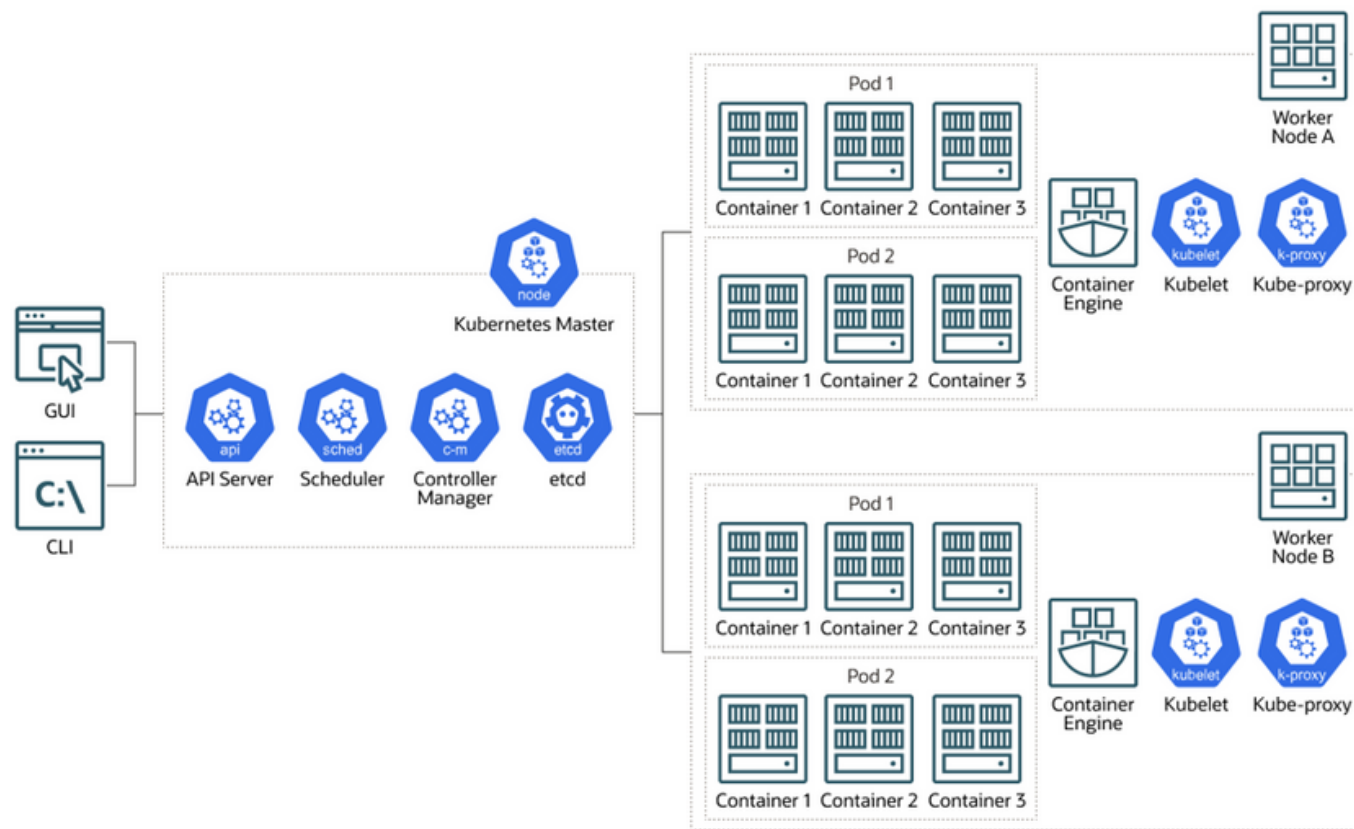 GUI
C:\
CLI
node
Kubernetes Master
api
API Server
sched
Scheduler
c-m
Controller
Manager
etcd
etcd
Pod 1
Container 1 Container 2 Container 3
Pod 2
Container 1 Container 2 Container 3
Container
Engine
kubelet
Kubelet
k-proxy
Kube-proxy
Worker
Node A
Pod 1
Container 1 Container 2 Container 3
Pod 2
Container 1 Container 2 Container 3
Container
Engine
kubelet
Kubelet
k-proxy
Kube-proxy
Worker
Node B